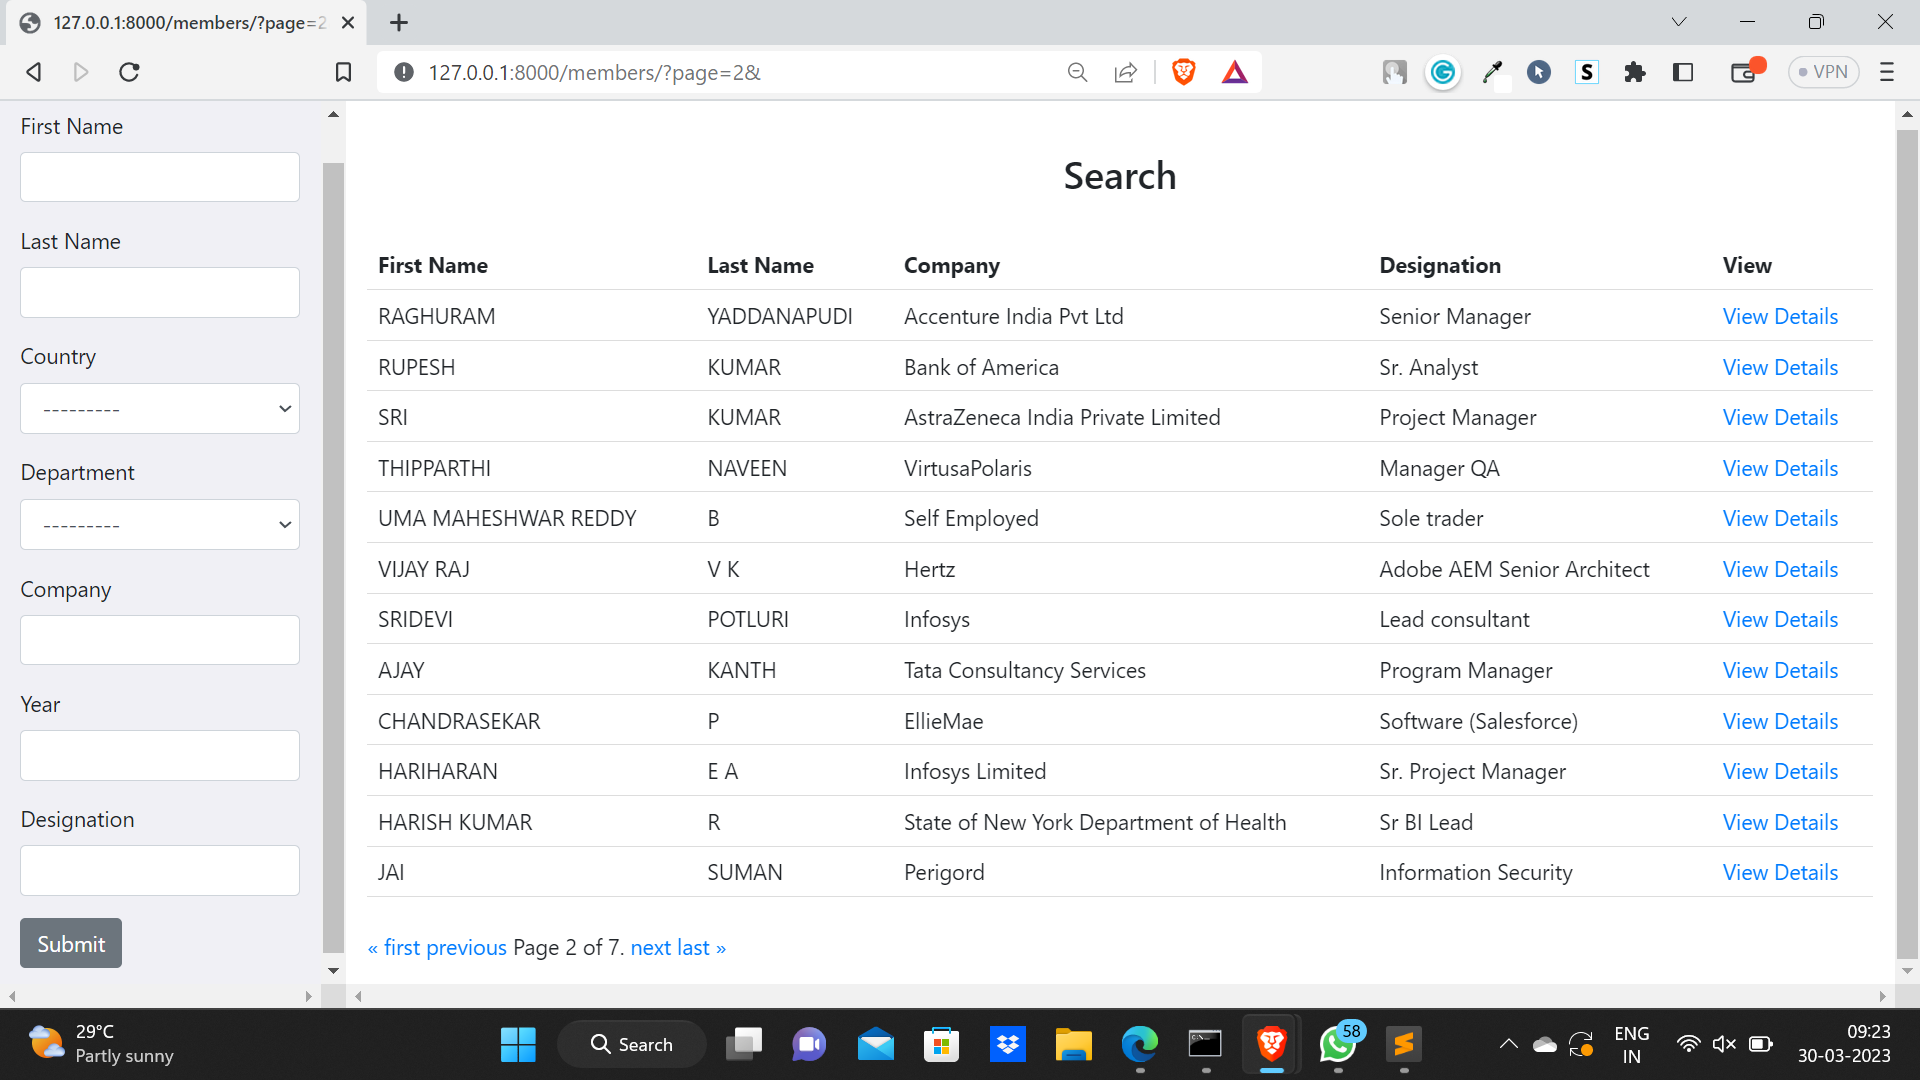 127.0.0.1:8000/members/?page=2
127.0.0.1:8000/members/?page=2&
VPN
First Name
Last Name
Country
---------
Department
---------
Company
Year
Designation
Submit
Search
First Name Last Name Company Designation View
RAGHURAM YADDANAPUDI Accenture India Pvt Ltd Senior Manager View Details
RUPESH KUMAR Bank of America Sr. Analyst View Details
SRI KUMAR AstraZeneca India Private Limited Project Manager View Details
THIPPARTHI NAVEEN VirtusaPolaris Manager QA View Details
UMA MAHESHWAR REDDY B Self Employed Sole trader View Details
VIJAY RAJ V K Hertz Adobe AEM Senior Architect View Details
SRIDEVI POTLURI Infosys Lead consultant View Details
AJAY KANTH Tata Consultancy Services Program Manager View Details
CHANDRASEKAR P EllieMae Software (Salesforce) View Details
HARIHARAN E A Infosys Limited Sr. Project Manager View Details
HARISH KUMAR R State of New York Department of Health Sr BI Lead View Details
JAI SUMAN Perigord Information Security View Details
« first previous Page 2 of 7. next last »
29°C
Partly sunny
Search
58
ENG
IN
09:23
30-03-2023